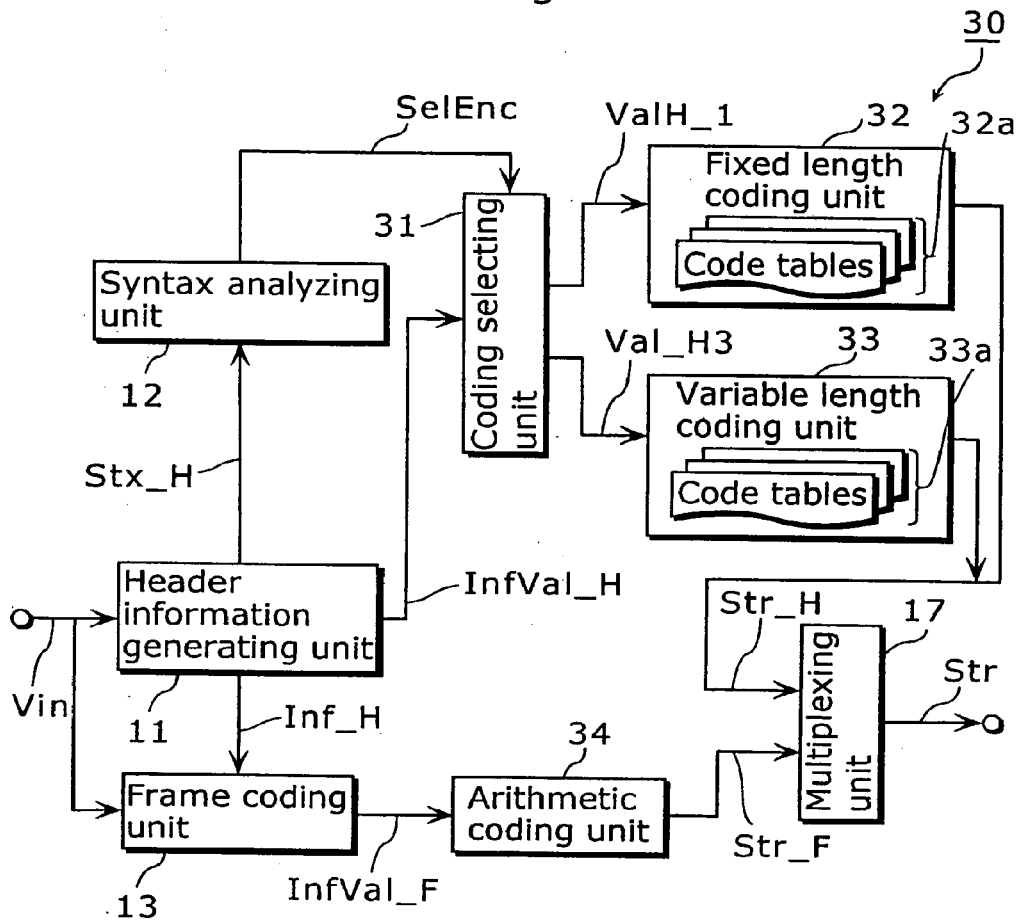 30
SelEnc
ValH_1
32
32a
Fixed length
coding unit
Code tables
31
Coding selecting
unit
Syntax analyzing
unit
12
Val_H3
33
33a
Variable length
coding unit
Code tables
Stx_H
Header
information
generating unit
InfVal_H
Str_H
17
Vin
11
Inf_H
34
Multiplexing
unit
Str
Frame coding
unit
Arithmetic
coding unit
Str_F
13
InfVal_F